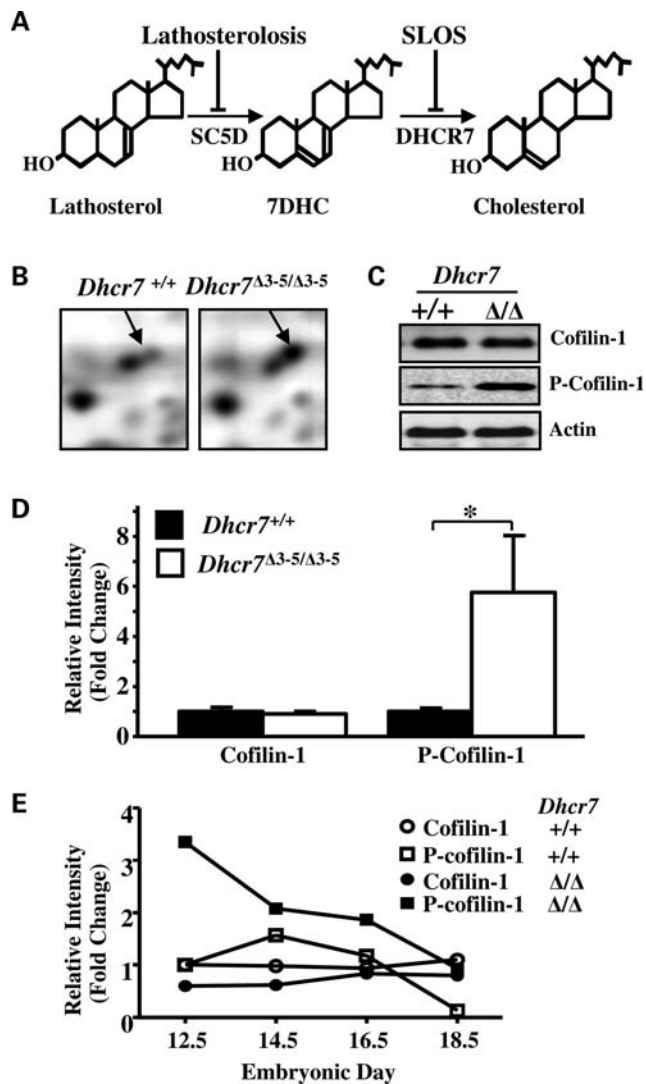 A
Lathosterolosis SLOS
SC5D DHCR7
HO HO HO
Lathosterol 7DHC Cholesterol
B
Dhcr7 +/+ Dhcr7 Δ3-5/Δ3-5
C
Dhcr7
+/+ Δ/Δ
Cofilin-1
P-Cofilin-1
Actin
D
Relative Intensity
(Fold Change)
8
6
4
2
0
Dhcr7+/+
Dhcr7Δ3-5/Δ3-5
*
Cofilin-1 P-Cofilin-1
E
Relative Intensity
(Fold Change)
4
3
2
1
0
Dhcr7
Cofilin-1 +/+
P-cofilin-1 +/+
Cofilin-1 Δ/Δ
P-cofilin-1 Δ/Δ
12.5 14.5 16.5 18.5
Embryonic Day